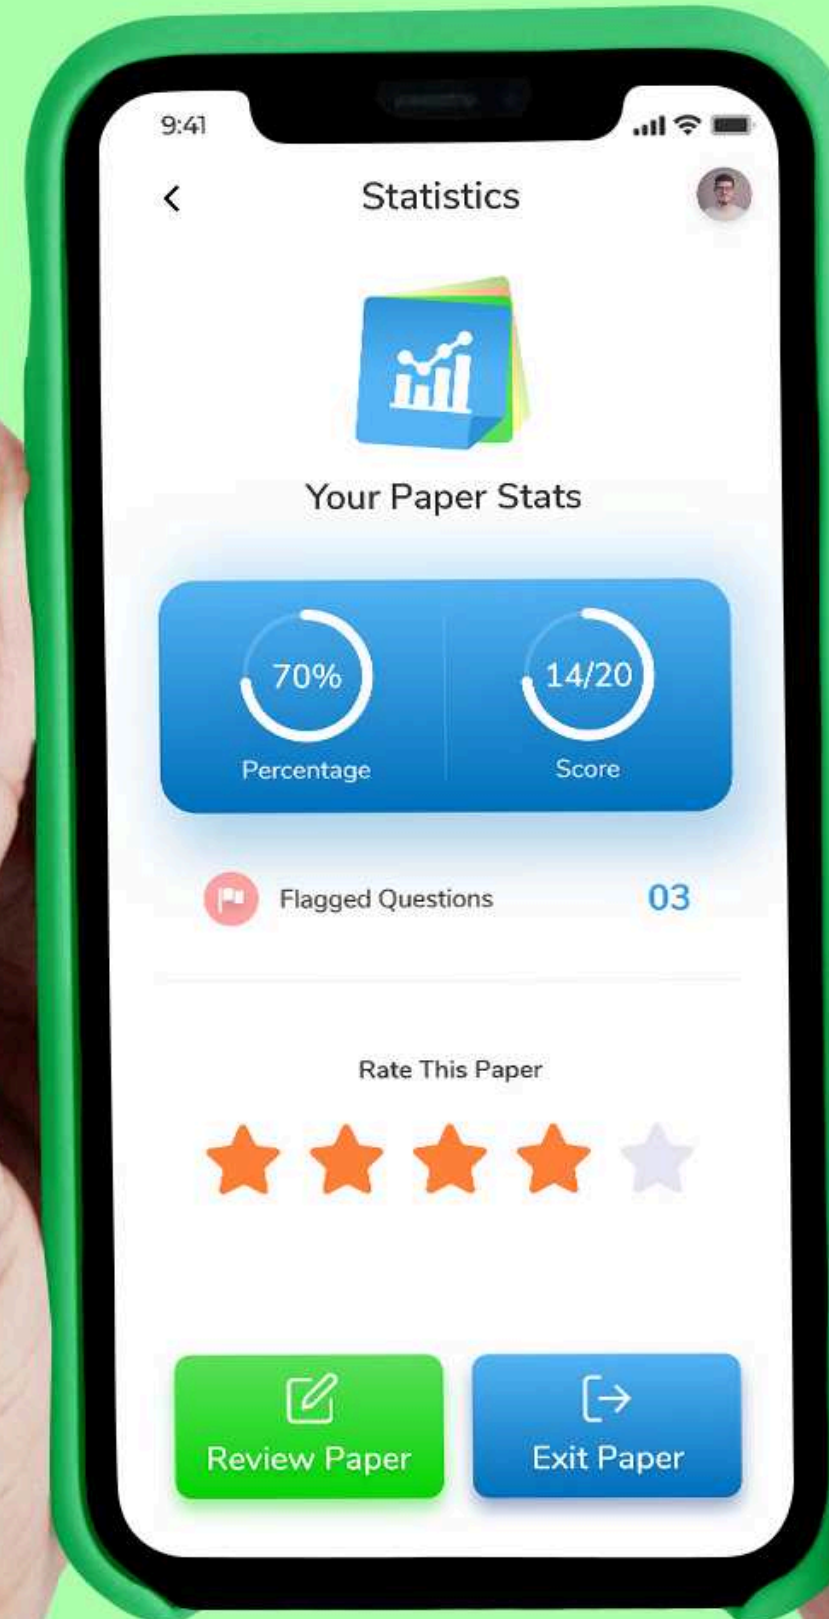 9:41
Statistics
Your Paper Stats
70%
14/20
Percentage
Score
Flagged Questions
03
Rate This Paper
Review Paper
Exit Paper